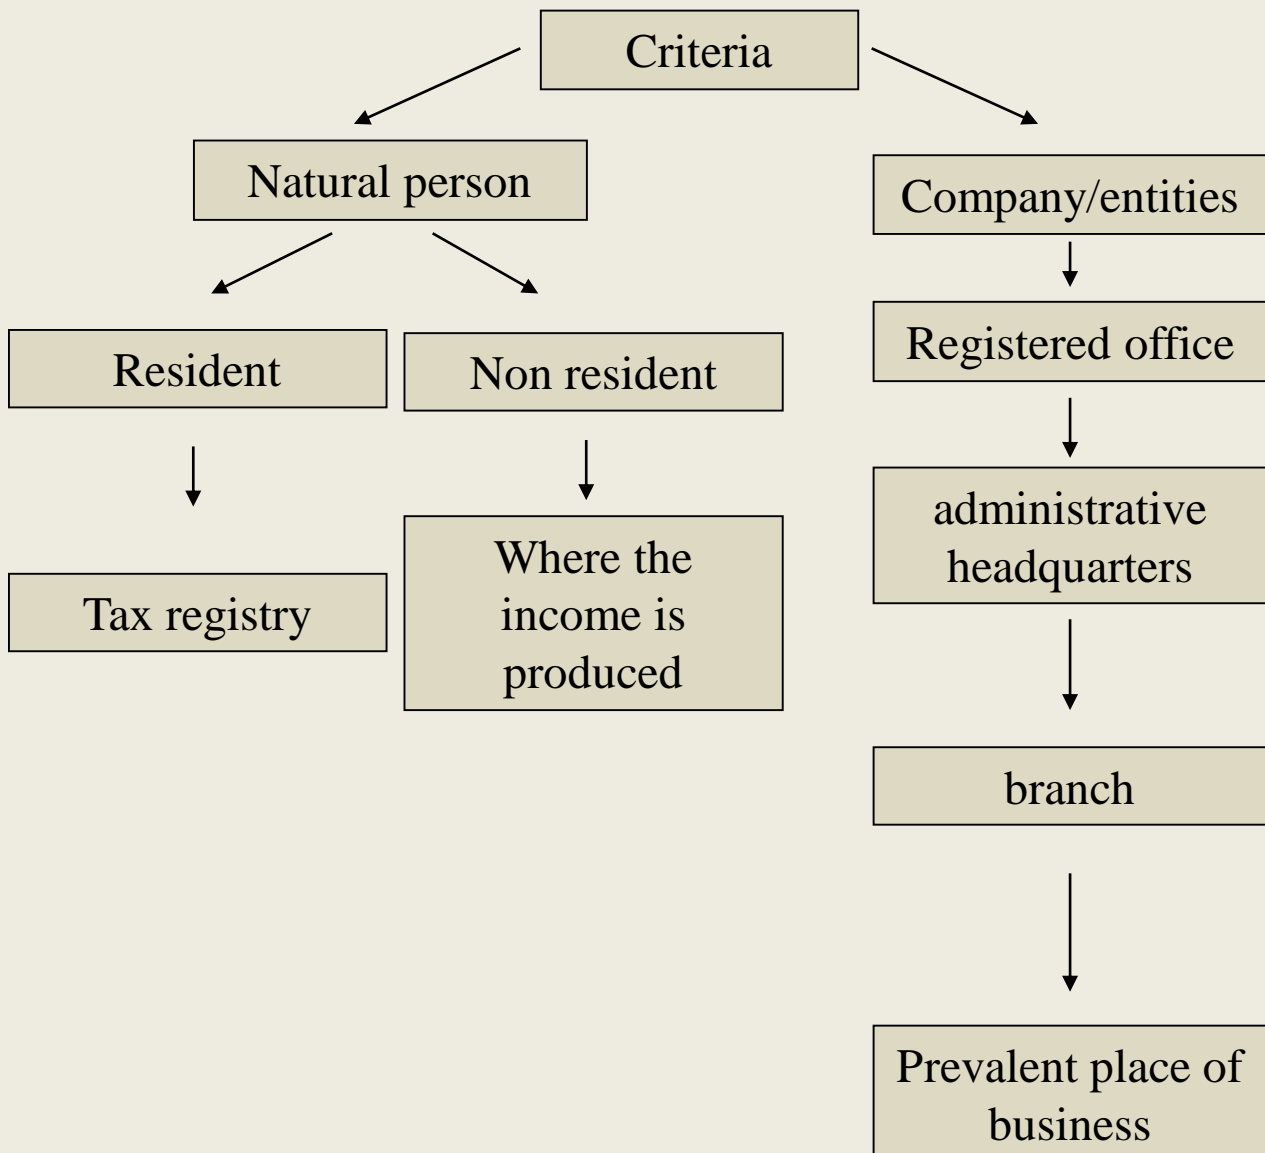 Criteria
Natural person
Company/entities
Resident
Non resident
Registered office
Tax registry
Where the
income is
produced
administrative
headquarters
branch
Prevalent place of
business